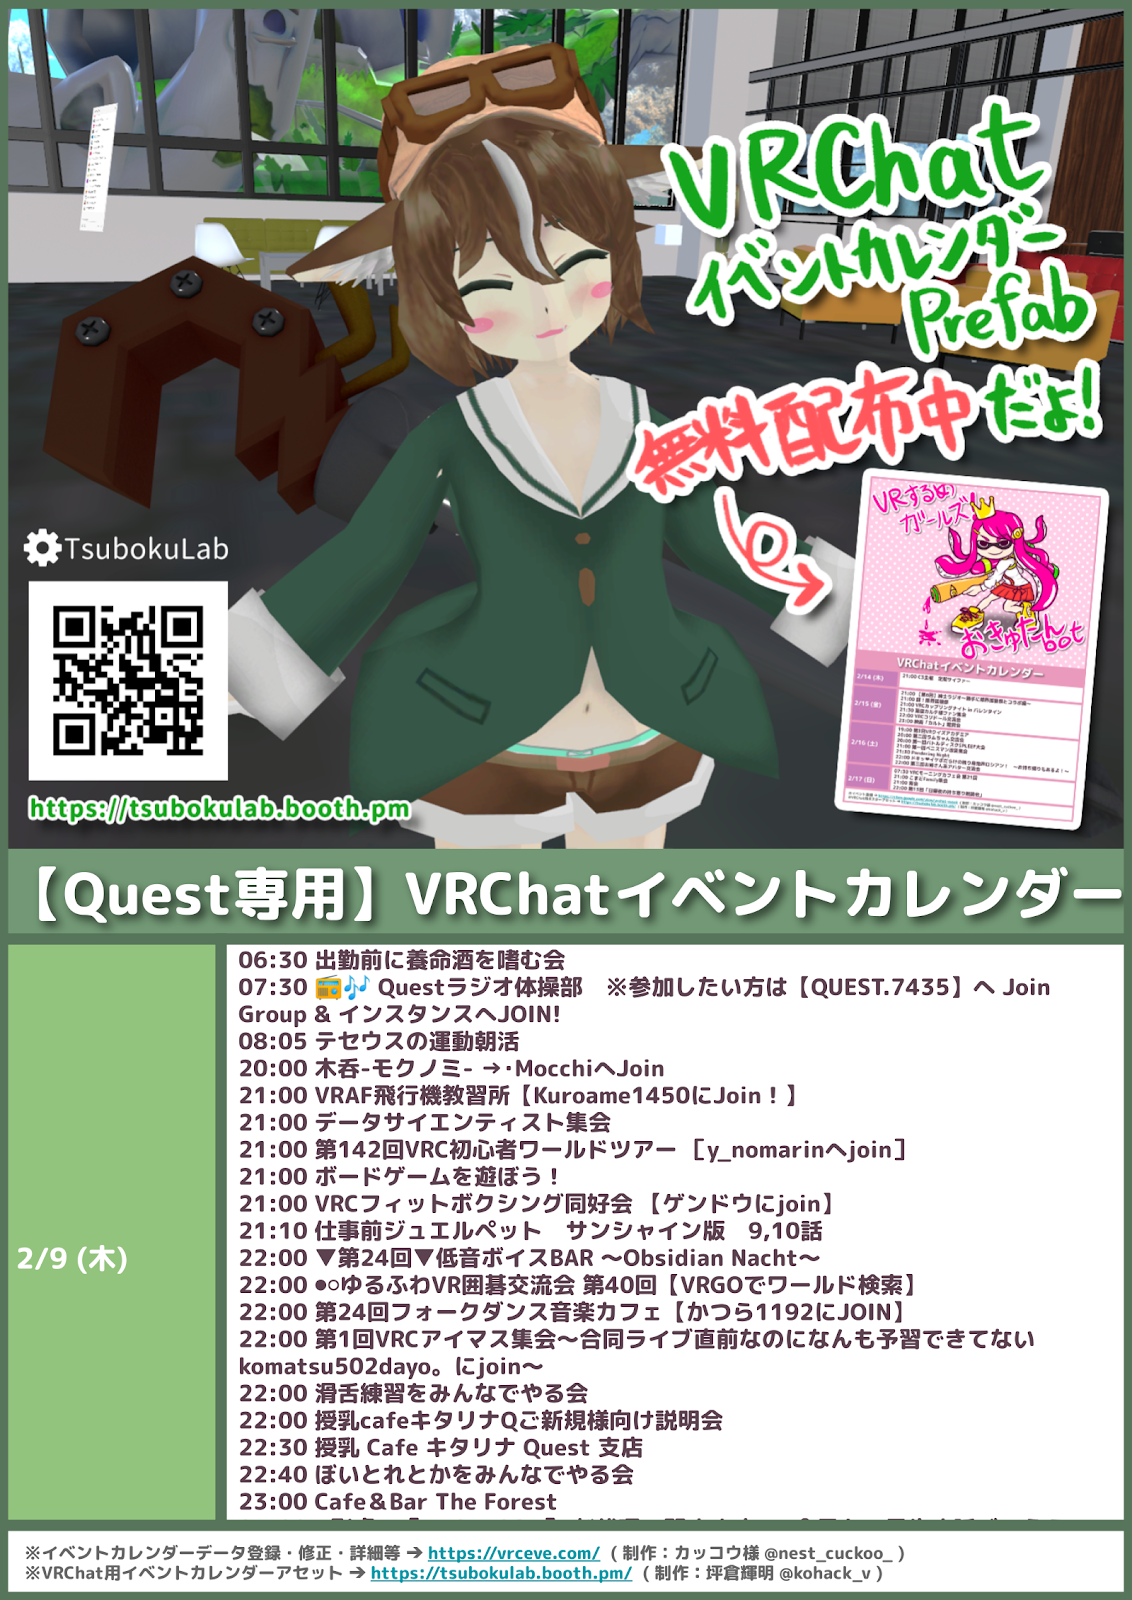 VRChat
イベントカレンダー
Prefab
無料配布中だよ!
TsubokuLab
https://tsubokulab.booth.pm
VRするめ
ガールズ
おきゅたんbot
VRChatイベントカレンダー
2/14 (木)
2/15 (金)
2/16 (土)
2/17 (日)
【Quest専用】VRChatイベントカレンダー
2/9 (木)
06:30 出勤前に養命酒を嗜む会
07:30 📻🎶 Questラジオ体操部　※参加したい方は【QUEST.7435】へ Join
Group & インスタンスへJOIN!
08:05 テセウスの運動朝活
20:00 木呑-モクノミ- →･MocchiへJoin
21:00 VRAF飛行機教習所【Kuroame1450にJoin！】
21:00 データサイエンティスト集会
21:00 第142回VRC初心者ワールドツアー ［y_nomarinへjoin］
21:00 ボードゲームを遊ぼう！
21:00 VRCフィットボクシング同好会 【ゲンドウにjoin】
21:10 仕事前ジュエルペット　サンシャイン版　9,10話
22:00 ▼第24回▼低音ボイスBAR ～Obsidian Nacht～
22:00 ●○ゆるふわVR囲碁交流会 第40回【VRGOでワールド検索】
22:00 第24回フォークダンス音楽カフェ【かつら1192にJOIN】
22:00 第1回VRCアイマス集会～合同ライブ直前なのになんも予習できてない
komatsu502dayo。にjoin～
22:00 滑舌練習をみんなでやる会
22:00 授乳cafeキタリナQご新規様向け説明会
22:30 授乳 Cafe キタリナ Quest 支店
22:40 ぼいとれとかをみんなでやる会
23:00 Cafe＆Bar The Forest
※イベントカレンダーデータ登録・修正・詳細等 → https://vrceve.com/ ( 制作：カッコウ様 @nest_cuckoo_ )
※VRChat用イベントカレンダーアセット → https://tsubokulab.booth.pm/ ( 制作：坪倉輝明 @kohack_v )